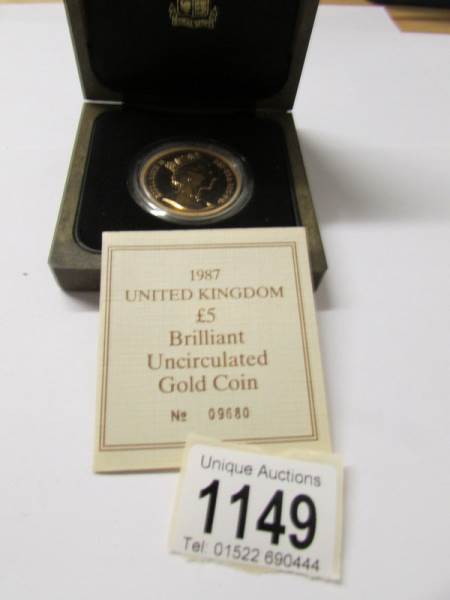 1987
UNITED KINGDOM
£5
Brilliant
Uncirculated
Gold Coin
№ 09680
Unique Auctions
1149
Tel: 01522 690444